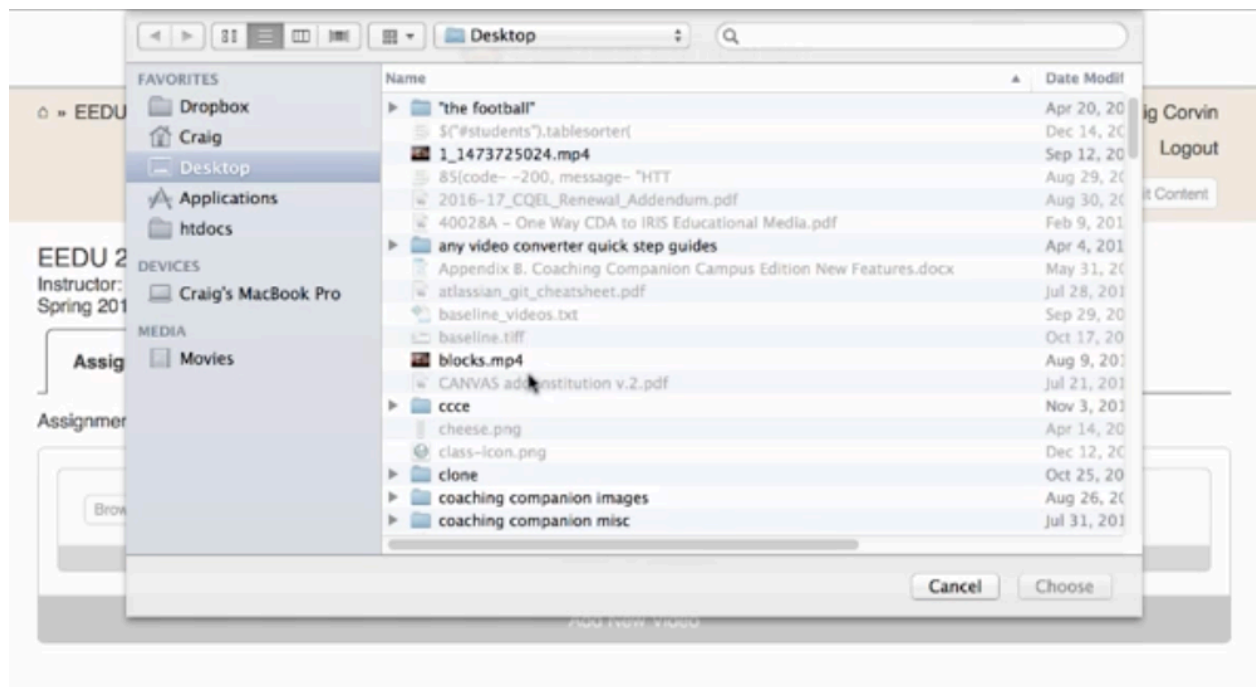 Desktop
FAVORITES
Dropbox
Craig
Desktop
Applications
htdocs
DEVICES
Craig's MacBook Pro
MEDIA
Movies
Name
Date Modif
"the football"
Apr 20, 20
$("#students").tablesorter(
Dec 14, 20
1_1473725024.mp4
Sep 12, 20
85(code- -200, message- "HTT
Aug 29, 20
2016-17_CQEL_Renewal_Addendum.pdf
Aug 30, 20
40028A - One Way CDA to IRIS Educational Media.pdf
Feb 9, 201
any video converter quick step guides
Apr 4, 201
Appendix B. Coaching Companion Campus Edition New Features.docx
May 31, 20
atlassian_git_cheatsheet.pdf
Jul 28, 201
baseline_videos.txt
Sep 29, 20
baseline.tiff
Oct 17, 20
blocks.mp4
Aug 9, 201
CANVAS add nstitution v.2.pdf
Jul 21, 201
ccce
Nov 3, 201
cheese.png
Apr 14, 20
class-icon.png
Dec 12, 20
clone
Oct 25, 20
coaching companion images
Aug 26, 20
coaching companion misc
Jul 31, 201
Cancel
Choose
» EEDU
ig Corvin
Logout
t Content
EEDU 2
Instructor:
Spring 201
Assig
Assignmer
Brow
Add New Video